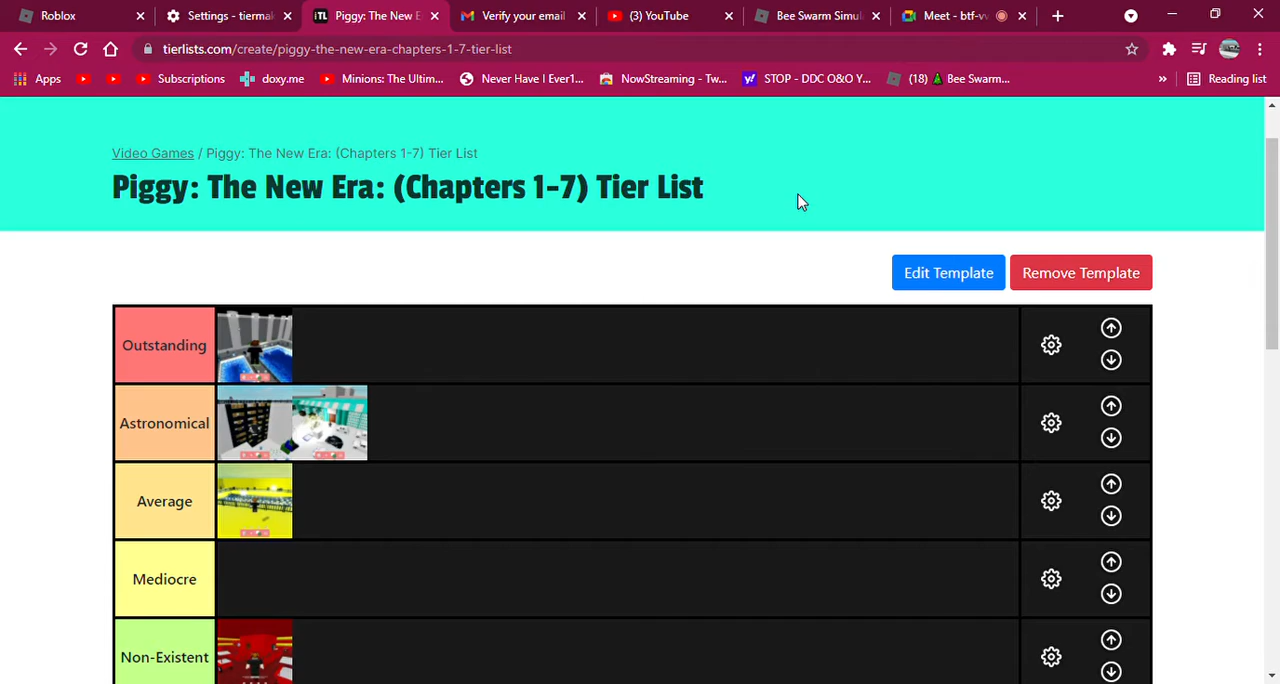 Roblox
Settings - tiermak
Piggy: The New E
Verify your email
(3) YouTube
Bee Swarm Simul
Meet - btf-vv
tierlists.com/create/piggy-the-new-era-chapters-1-7-tier-list
Apps
Subscriptions
doxy.me
Minions: The Ultim...
Never Have I Ever1...
NowStreaming - Tw...
STOP - DDC O&O Y...
(18) Bee Swarm...
»
Reading list
Video Games / Piggy: The New Era: (Chapters 1-7) Tier List
Piggy: The New Era: (Chapters 1-7) Tier List
Edit Template
Remove Template
Outstanding
Astronomical
Average
Mediocre
Non-Existent